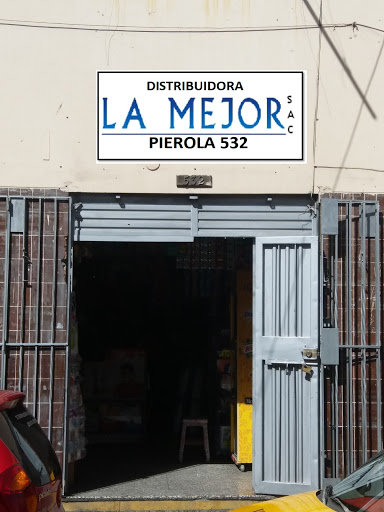 DISTRIBUIDORA
LA MEJOR SAC
PIEROLA 532
532